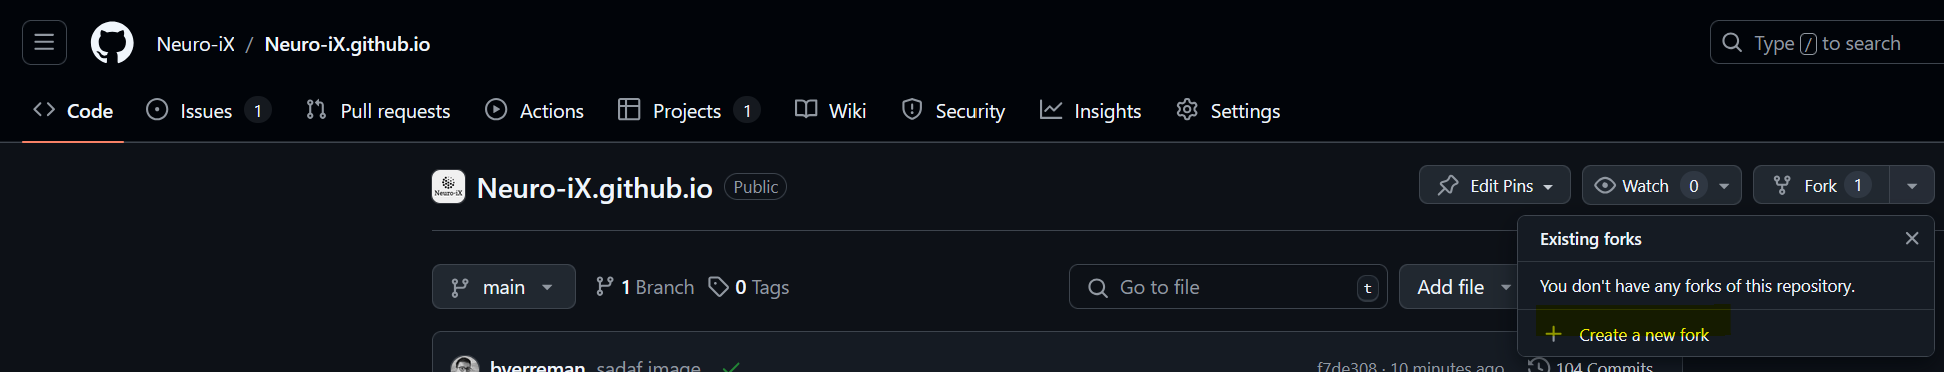 Neuro-iX / Neuro-iX.github.io
Type / to search
Code Issues 1 Pull requests Actions Projects 1 Wiki Security Insights Settings
Neuro-iX
Neuro-iX.github.io Public
Edit Pins Watch 0 Fork 1
Existing forks
You don't have any forks of this repository.
Create a new fork
main 1 Branch 0 Tags
Go to file t
Add file
byerreman sadaf image f7de308 · 10 minutes ago 104 Commits